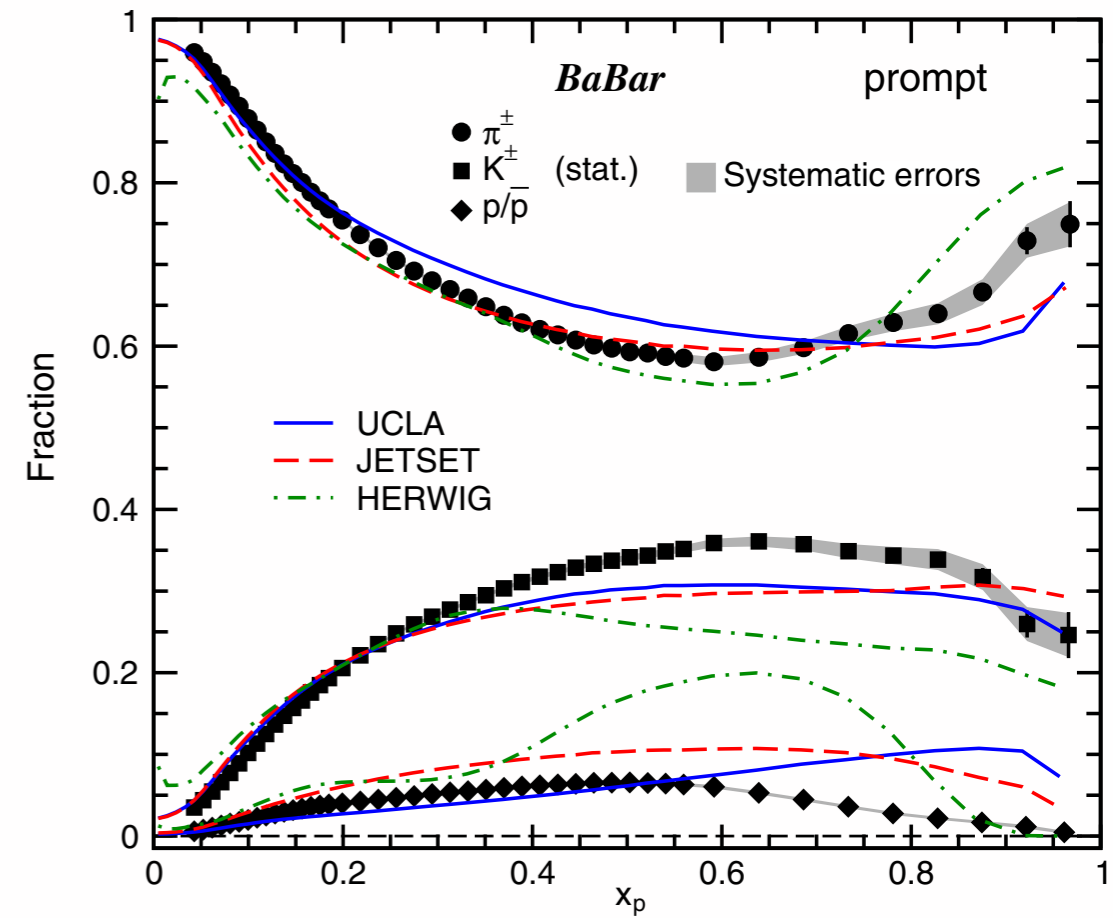 BaBar prompt
π±
K± (stat.) Systematic errors
p/p̅
UCLA
JETSET
HERWIG
Fraction
1
0.8
0.6
0.4
0.2
0
0 0.2 0.4 0.6 0.8 1
xp